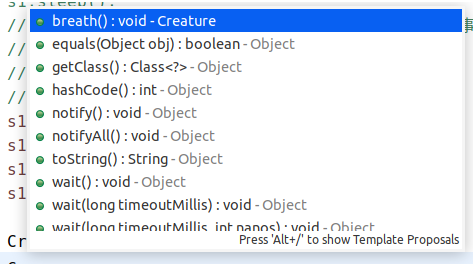 s1.sleep();
//
//
//
//
s1
s1
s1
s1
Cr
breath() : void - Creature
equals(Object obj) : boolean - Object
getClass() : Class<?> - Object
hashCode() : int - Object
notify() : void - Object
notifyAll() : void - Object
toString() : String - Object
wait() : void - Object
wait(long timeoutMillis) : void - Object
wait(long timeoutMillis, int nanos) : void - Object
Press 'Alt+/' to show Template Proposals